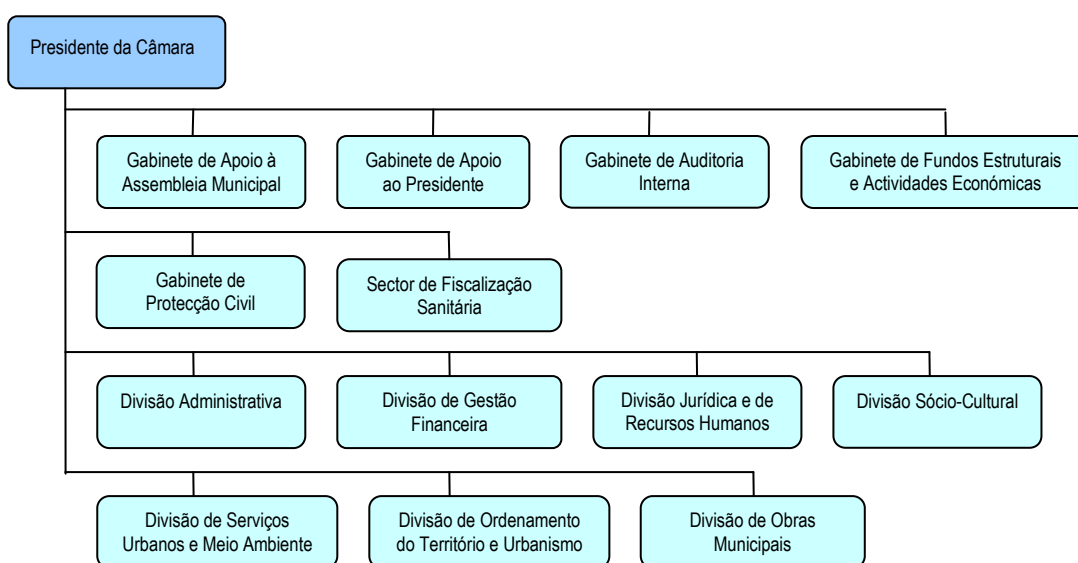 Presidente da Câmara
Gabinete de Apoio à
Assembleia Municipal
Gabinete de Apoio
ao Presidente
Gabinete de Auditoria
Interna
Gabinete de Fundos Estruturais
e Actividades Económicas
Gabinete de
Protecção Civil
Sector de Fiscalização
Sanitária
Divisão Administrativa
Divisão de Gestão
Financeira
Divisão Jurídica e de
Recursos Humanos
Divisão Sócio-Cultural
Divisão de Serviços
Urbanos e Meio Ambiente
Divisão de Ordenamento
do Território e Urbanismo
Divisão de Obras
Municipais